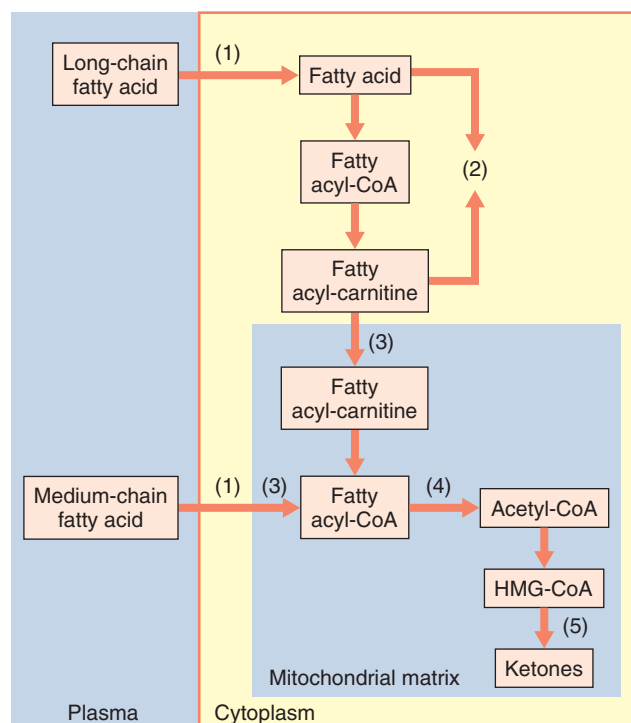 Long-chain
fatty acid
(1)
Fatty acid
Fatty
acyl-CoA
(2)
Fatty
acyl-carnitine
(3)
Fatty
acyl-carnitine
Medium-chain
fatty acid
(1)
(3)
Fatty
acyl-CoA
(4)
Acetyl-CoA
HMG-CoA
(5)
Ketones
Mitochondrial matrix
Plasma
Cytoplasm